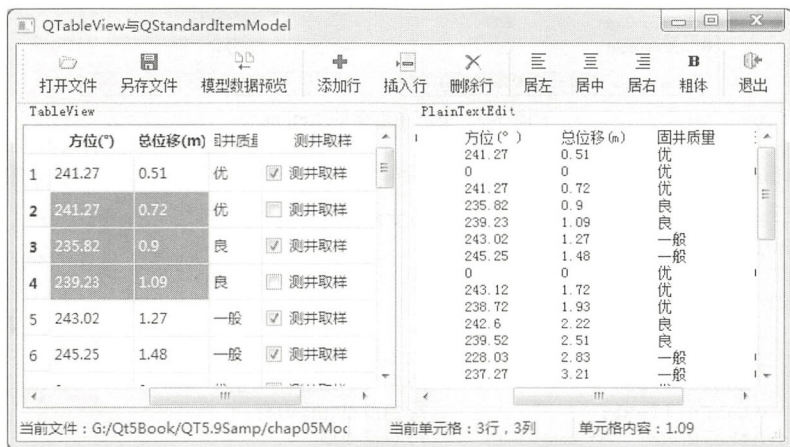 QTableView与QStandardItemModel
打开文件 另存文件 模型数据预览 添加行 插入行 删除行 居左 居中 居右 粗体 退出
TableView
方位(°) 总位移(m) 固井质量 测井取样
1 241.27 0.51 优 测井取样
2 241.27 0.72 优 测井取样
3 235.82 0.9 良 测井取样
4 239.23 1.09 良 测井取样
5 243.02 1.27 一般 测井取样
6 245.25 1.48 一般 测井取样
PlainTextEdit
方位(°) 总位移(m) 固井质量
241.27 0.51 优
0 0 优
241.27 0.72 优
235.82 0.9 良
239.23 1.09 良
243.02 1.27 一般
245.25 1.48 一般
0 0 优
243.12 1.72 优
238.72 1.93 优
242.6 2.22 良
239.52 2.51 良
228.03 2.83 一般
237.27 3.21 一般
当前文件：G:/Qt5Book/QT5.9Samp/chap05Moc 当前单元格：3行，3列 单元格内容：1.09